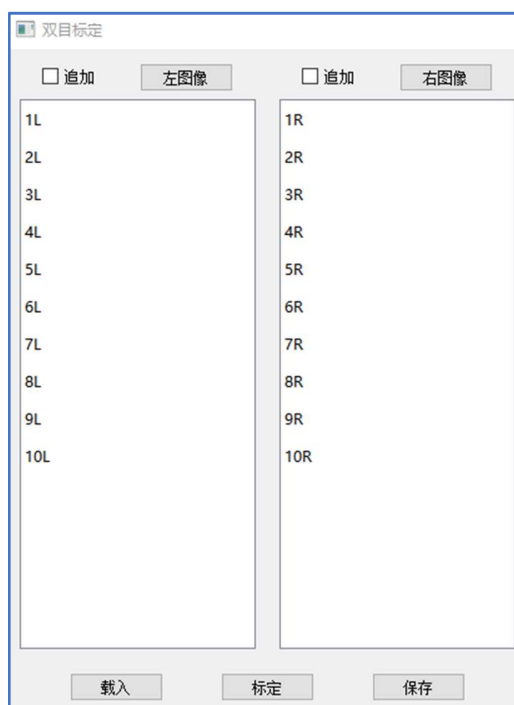 双目标定
追加 左图像 追加 右图像
1L 1R
2L 2R
3L 3R
4L 4R
5L 5R
6L 6R
7L 7R
8L 8R
9L 9R
10L 10R
载入 标定 保存